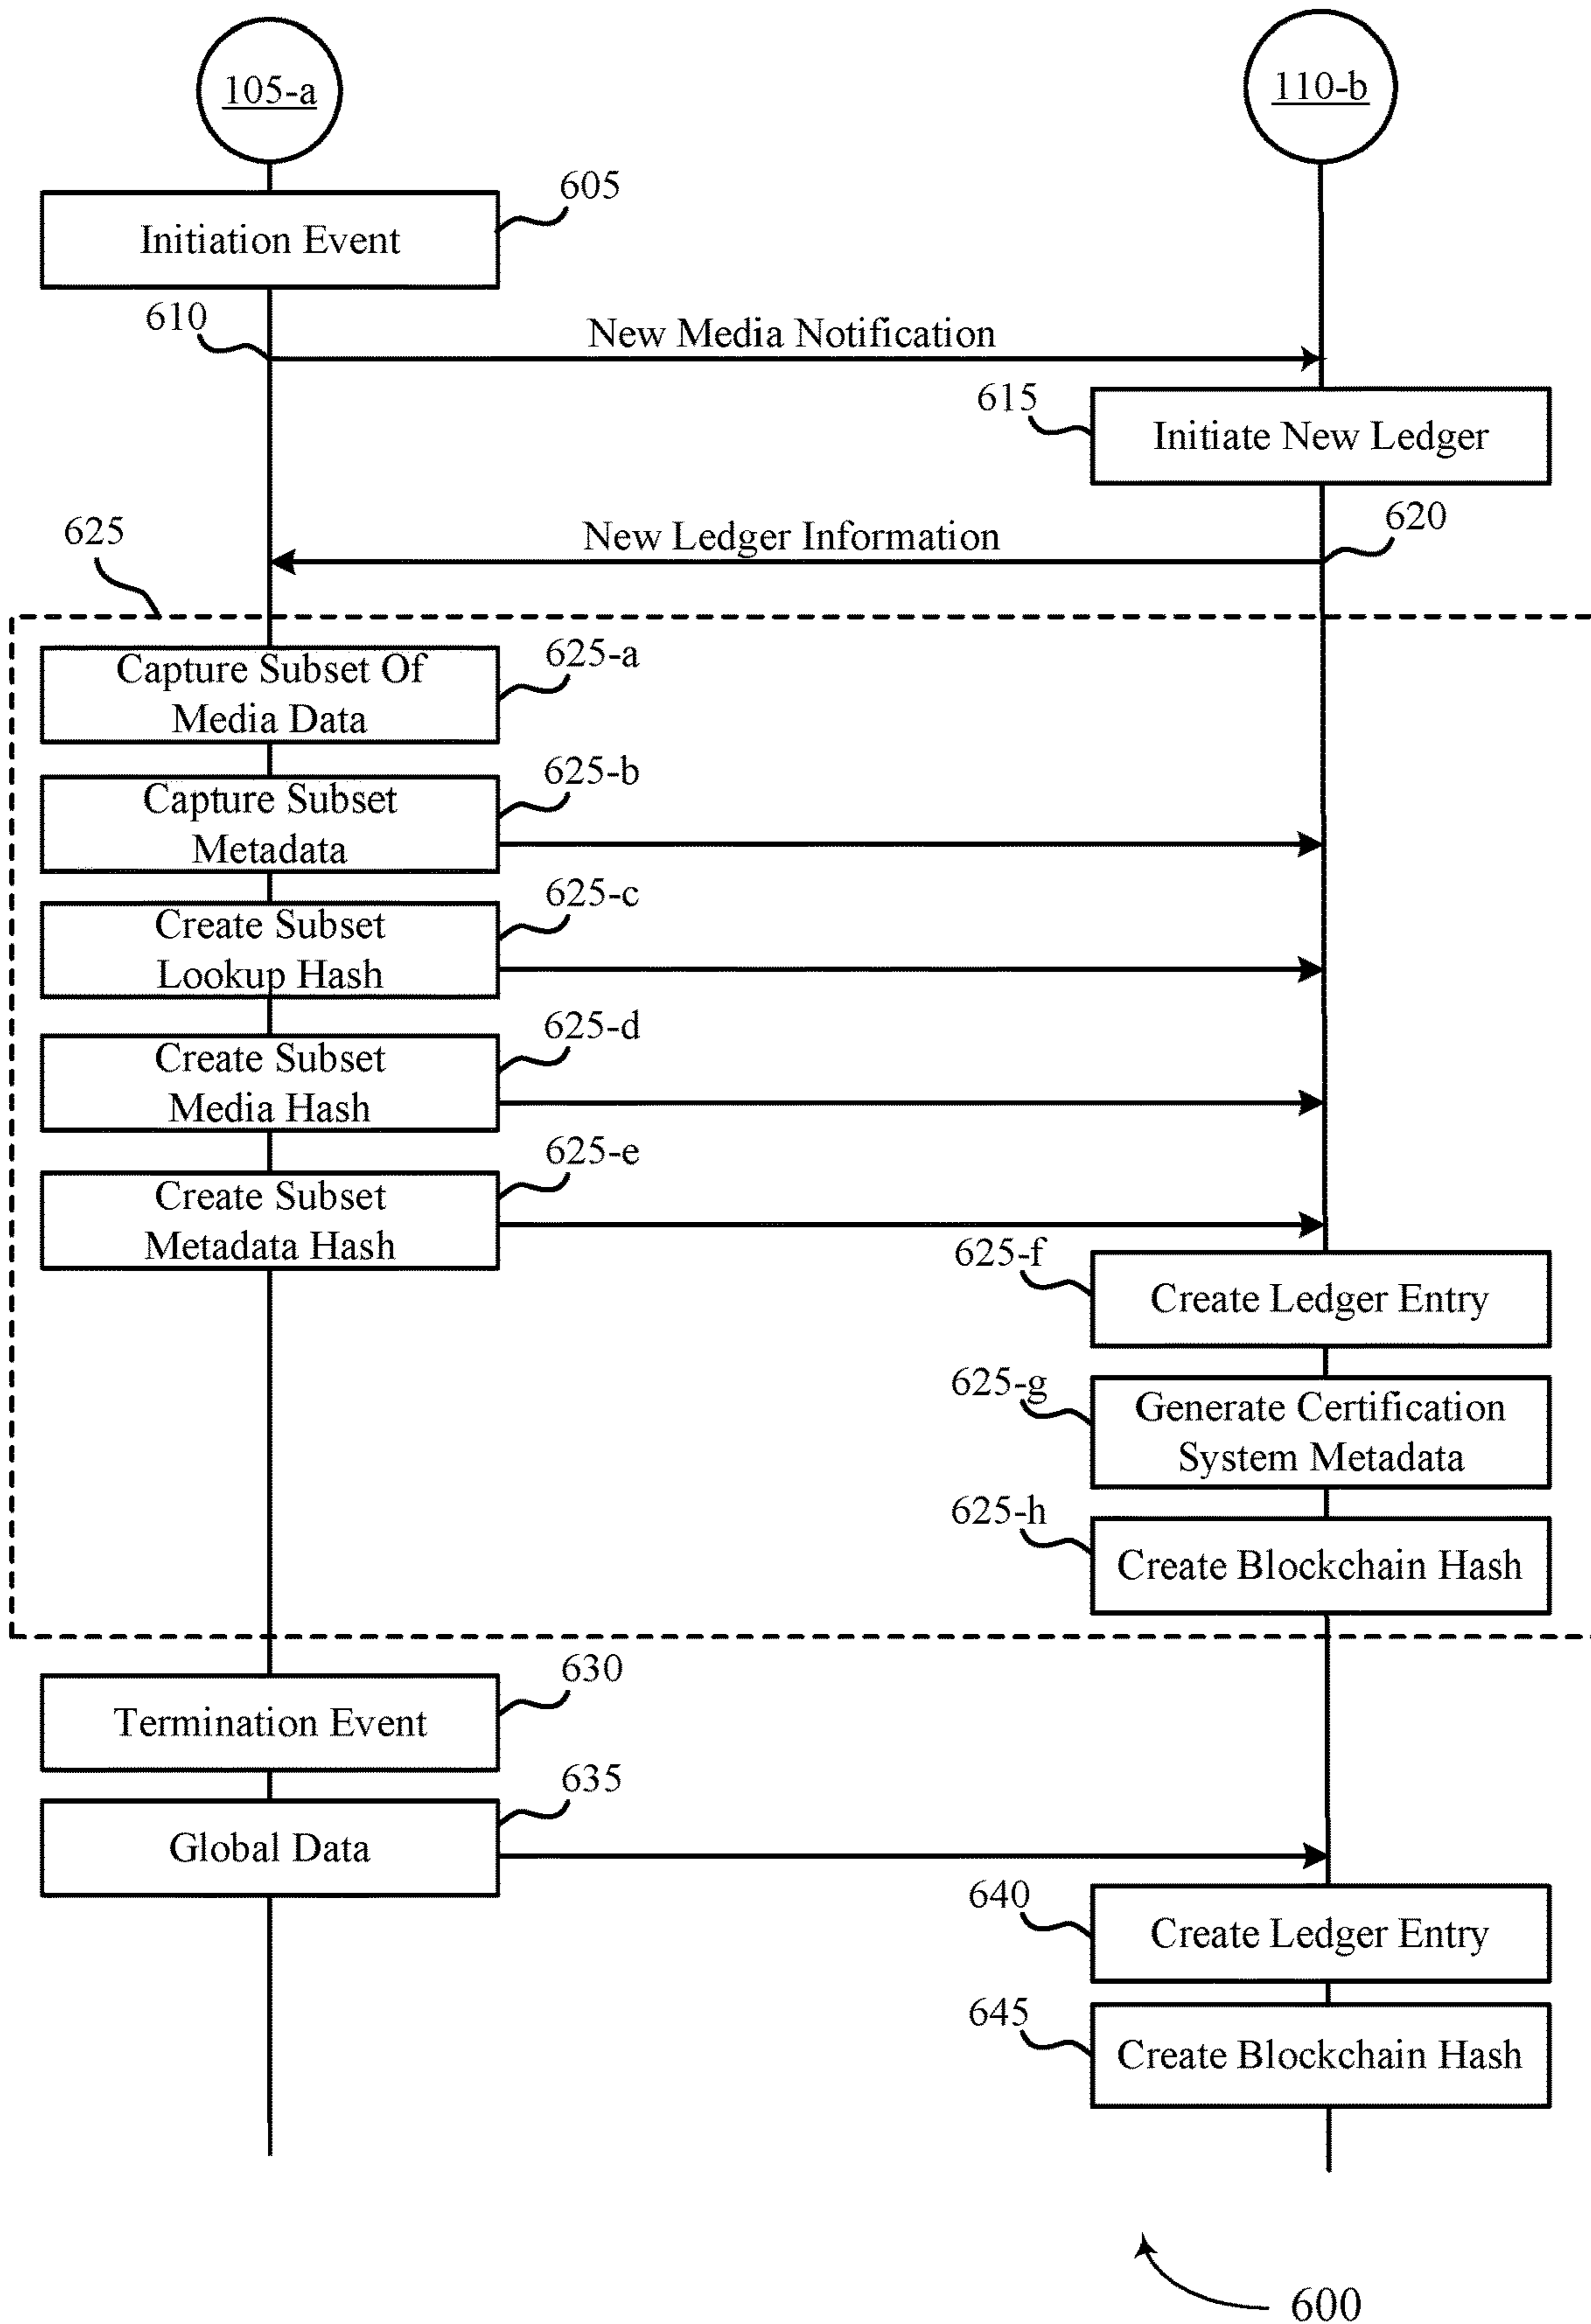 105-a
110-b
605
Initiation Event
610
New Media Notification
615
Initiate New Ledger
620
New Ledger Information
625
Capture Subset Of
Media Data
625-a
Capture Subset
Metadata
625-b
Create Subset
Lookup Hash
625-c
Create Subset
Media Hash
625-d
Create Subset
Metadata Hash
625-e
625-f
Create Ledger Entry
625-g
Generate Certification
System Metadata
625-h
Create Blockchain Hash
630
Termination Event
635
Global Data
640
Create Ledger Entry
645
Create Blockchain Hash
600